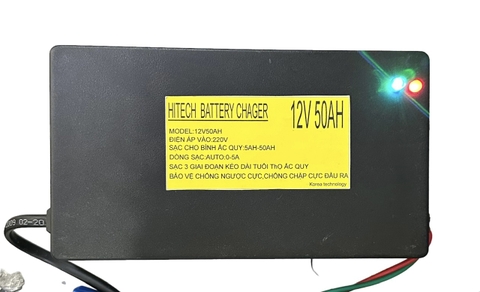 HITECH BATTERY CHAGER 12V 50AH
MODEL:12V50AH
ĐIỆN ÁP VÀO:220V
SẠC CHO BÌNH ẮC QUY:5AH-50AH
DÒNG SẠC:AUTO:0-5A
SẠC 3 GIAI ĐOẠN KÉO DÀI TUỔI THỌ ẮC QUY
BẢO VỆ CHỐNG NGƯỢC CỰC,CHỐNG CHẬP CỰC ĐẦU RA
Korea technology